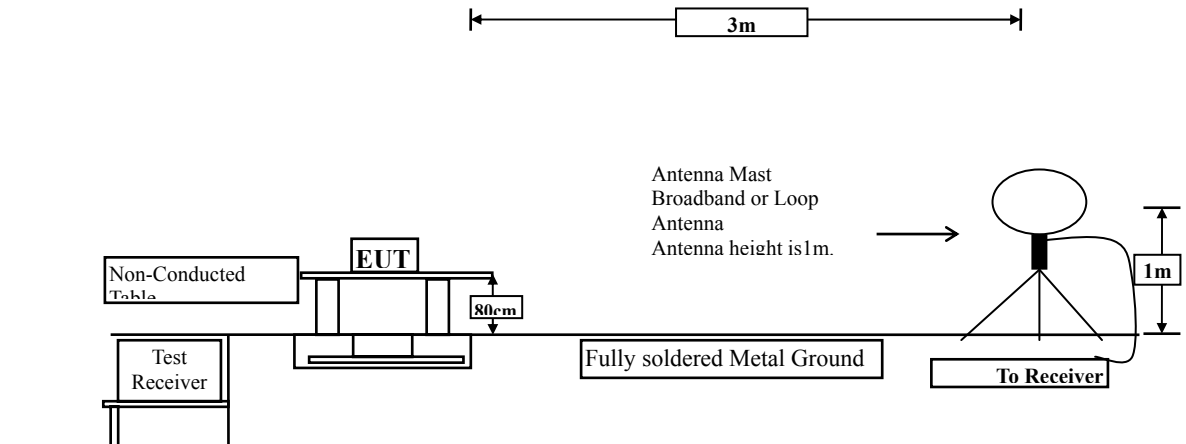 3m
Antenna Mast
Broadband or Loop
Antenna
Antenna height is1m.
EUT
Non-Conducted
Table
80cm
1m
Test
Receiver
Fully soldered Metal Ground
To Receiver